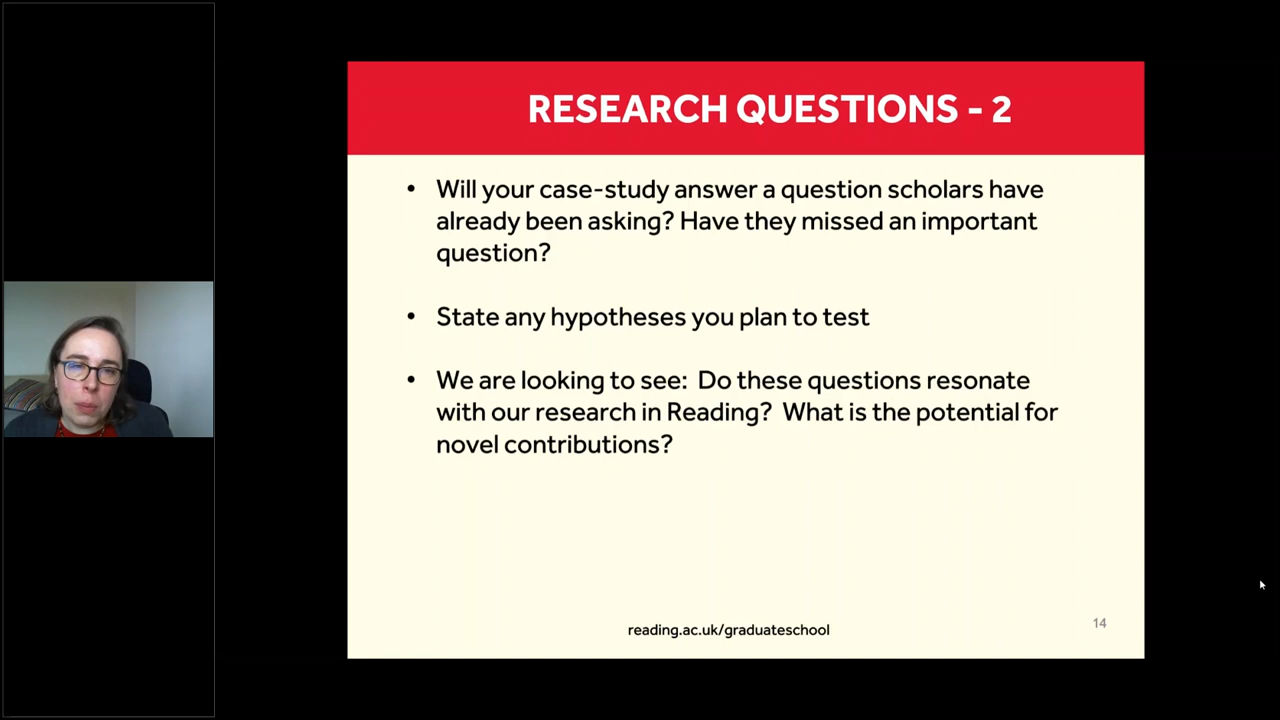 RESEARCH QUESTIONS - 2
• Will your case-study answer a question scholars have
already been asking? Have they missed an important
question?
• State any hypotheses you plan to test
• We are looking to see:  Do these questions resonate
with our research in Reading?  What is the potential for
novel contributions?
reading.ac.uk/graduateschool
14